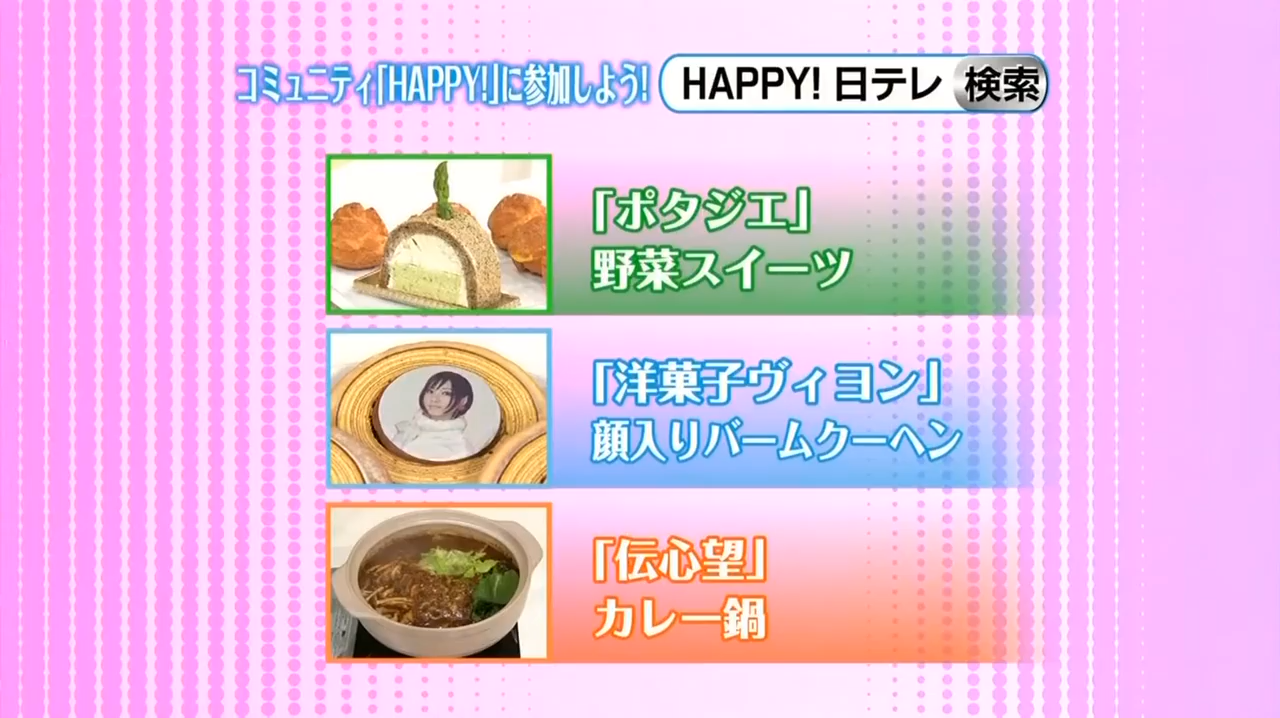 コミュニティ「HAPPY!」に参加しよう! HAPPY! 日テレ 検索
「ポタジエ」
野菜スイーツ
「洋菓子ヴィヨン」
顔入りバームクーヘン
「伝心望」
カレー鍋